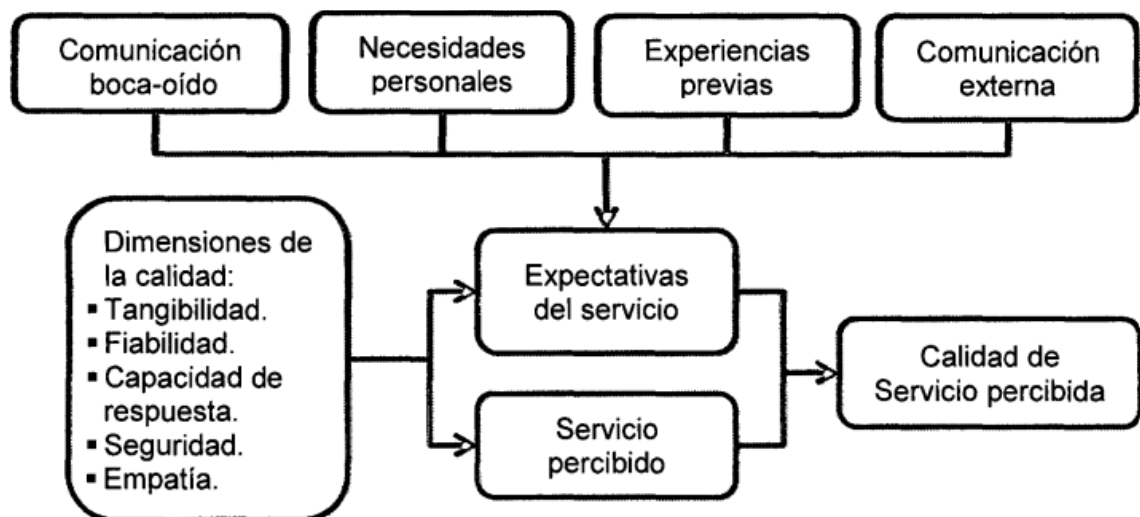 Comunicación
boca-oído
Necesidades
personales
Experiencias
previas
Comunicación
externa
Dimensiones de
la calidad:
▪ Tangibilidad.
▪ Fiabilidad.
▪ Capacidad de
respuesta.
▪ Seguridad.
▪ Empatía.
Expectativas
del servicio
Servicio
percibido
Calidad de
Servicio percibida